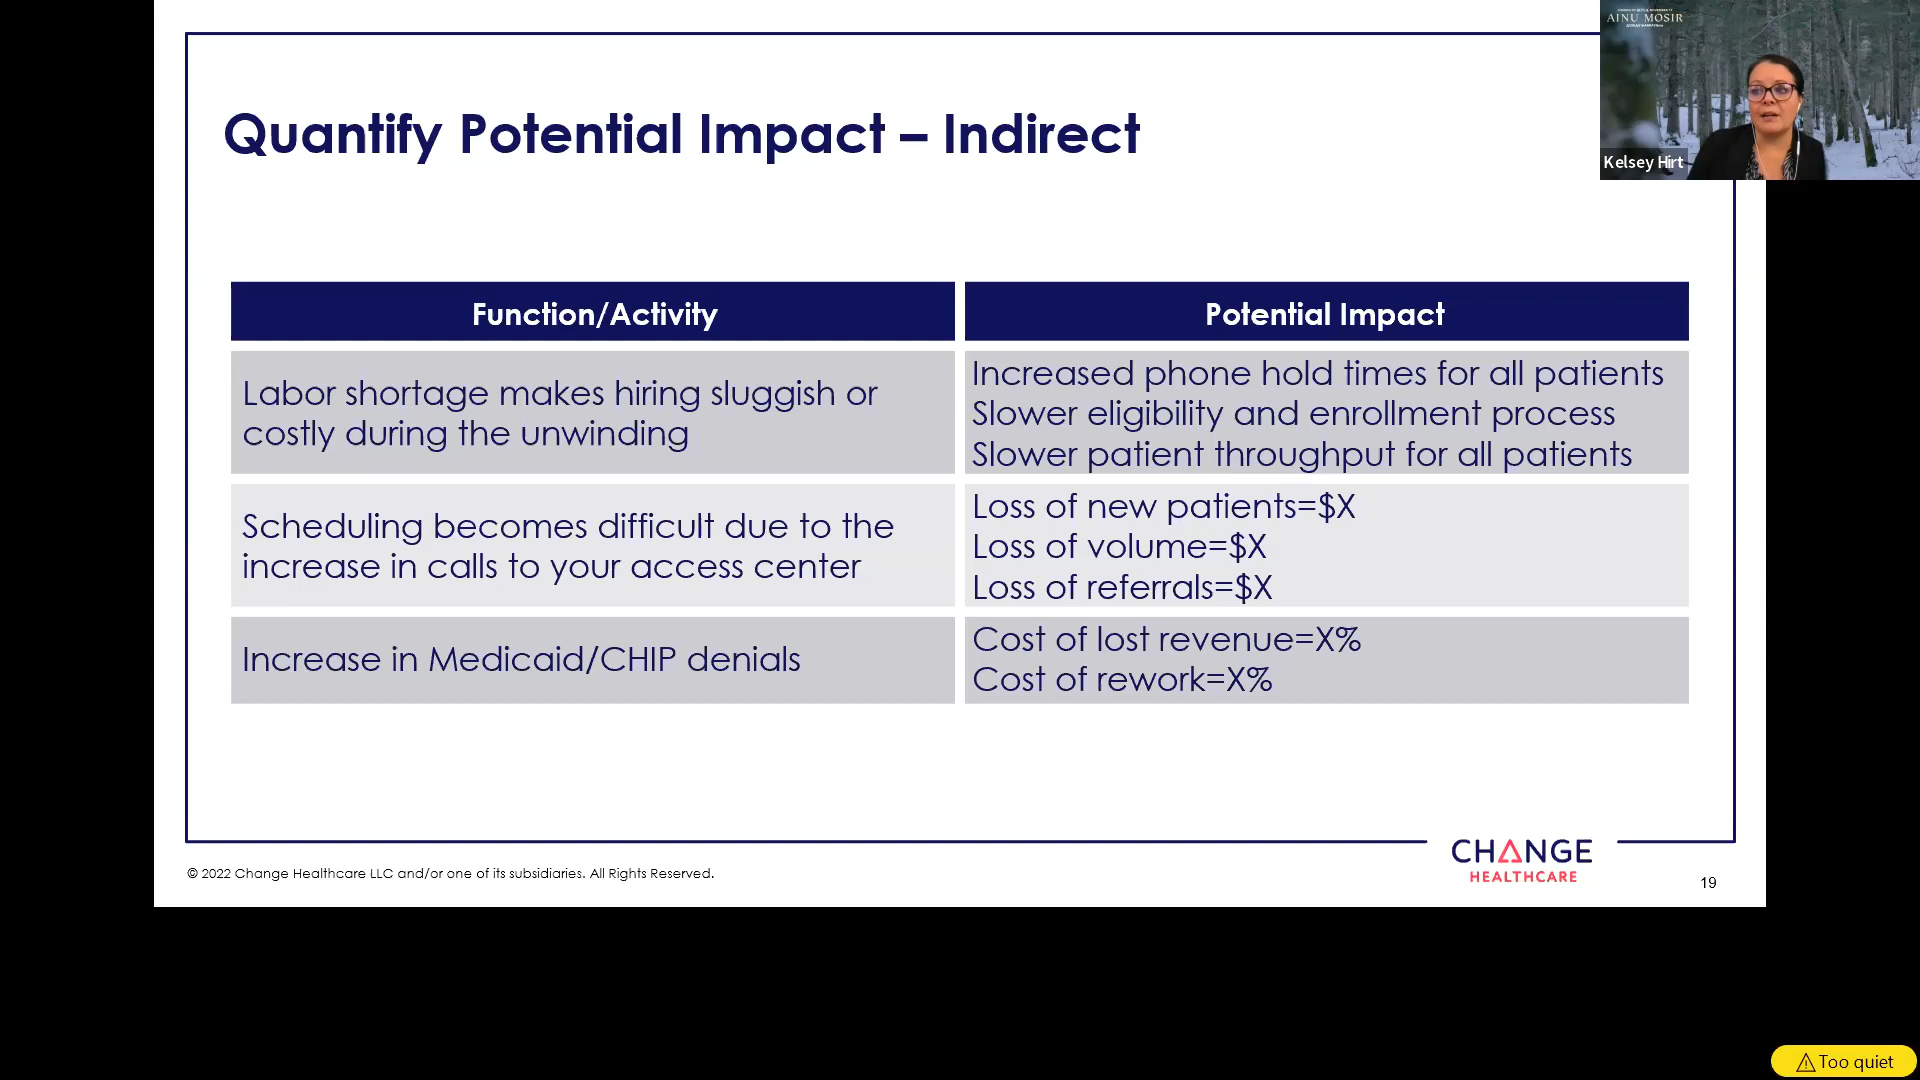 Quantify Potential Impact – Indirect
AINU MOSIR
Kelsey Hirt
Function/Activity
Potential Impact
Labor shortage makes hiring sluggish or
costly during the unwinding
Increased phone hold times for all patients
Slower eligibility and enrollment process
Slower patient throughput for all patients
Scheduling becomes difficult due to the
increase in calls to your access center
Loss of new patients=$X
Loss of volume=$X
Loss of referrals=$X
Increase in Medicaid/CHIP denials
Cost of lost revenue=X%
Cost of rework=X%
© 2022 Change Healthcare LLC and/or one of its subsidiaries. All Rights Reserved.
CHANGE
HEALTHCARE
19
Too quiet